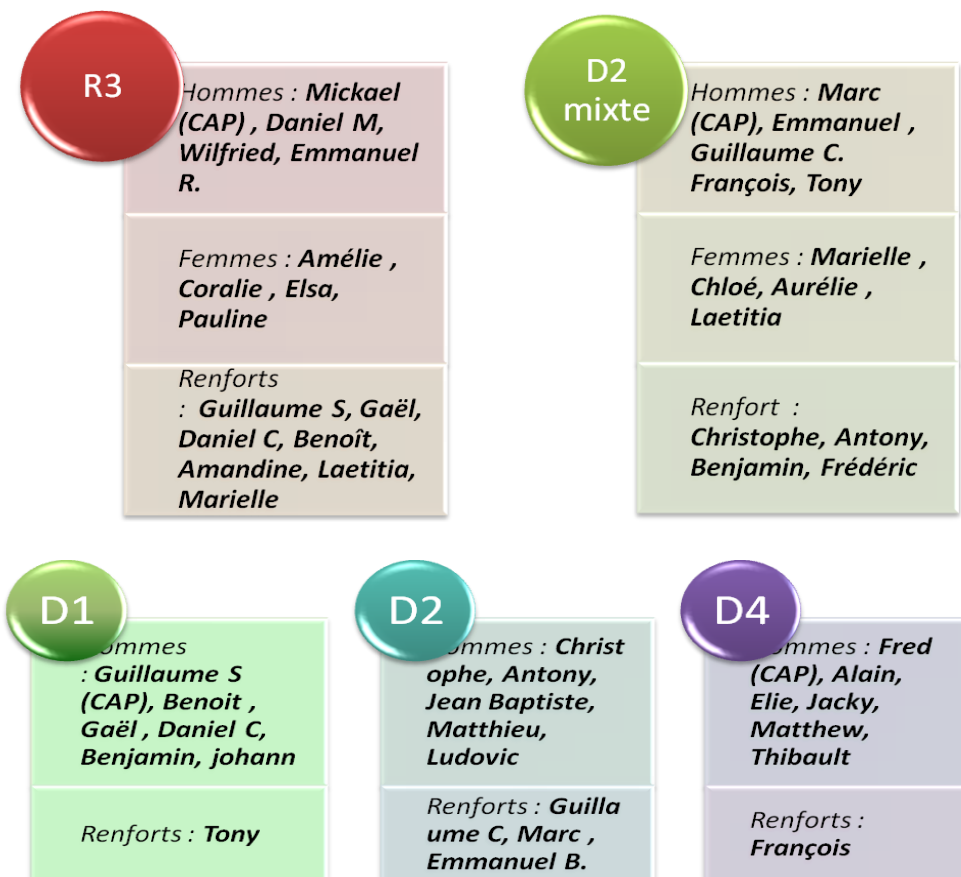 R3
Hommes : Mickael
(CAP) , Daniel M,
Wilfried, Emmanuel
R.
Femmes : Amélie ,
Coralie , Elsa,
Pauline
Renforts
: Guillaume S, Gaël,
Daniel C, Benoît,
Amandine, Laetitia,
Marielle
D2
mixte
Hommes : Marc
(CAP), Emmanuel ,
Guillaume C.
François, Tony
Femmes : Marielle ,
Chloé, Aurélie ,
Laetitia
Renfort :
Christophe, Antony,
Benjamin, Frédéric
D1
Hommes
: Guillaume S
(CAP), Benoit ,
Gaël , Daniel C,
Benjamin, johann
Renforts : Tony
D2
Hommes : Christ
ophe, Antony,
Jean Baptiste,
Matthieu,
Ludovic
Renforts : Guilla
ume C, Marc ,
Emmanuel B.
D4
Hommes : Fred
(CAP), Alain,
Elie, Jacky,
Matthew,
Thibault
Renforts :
François